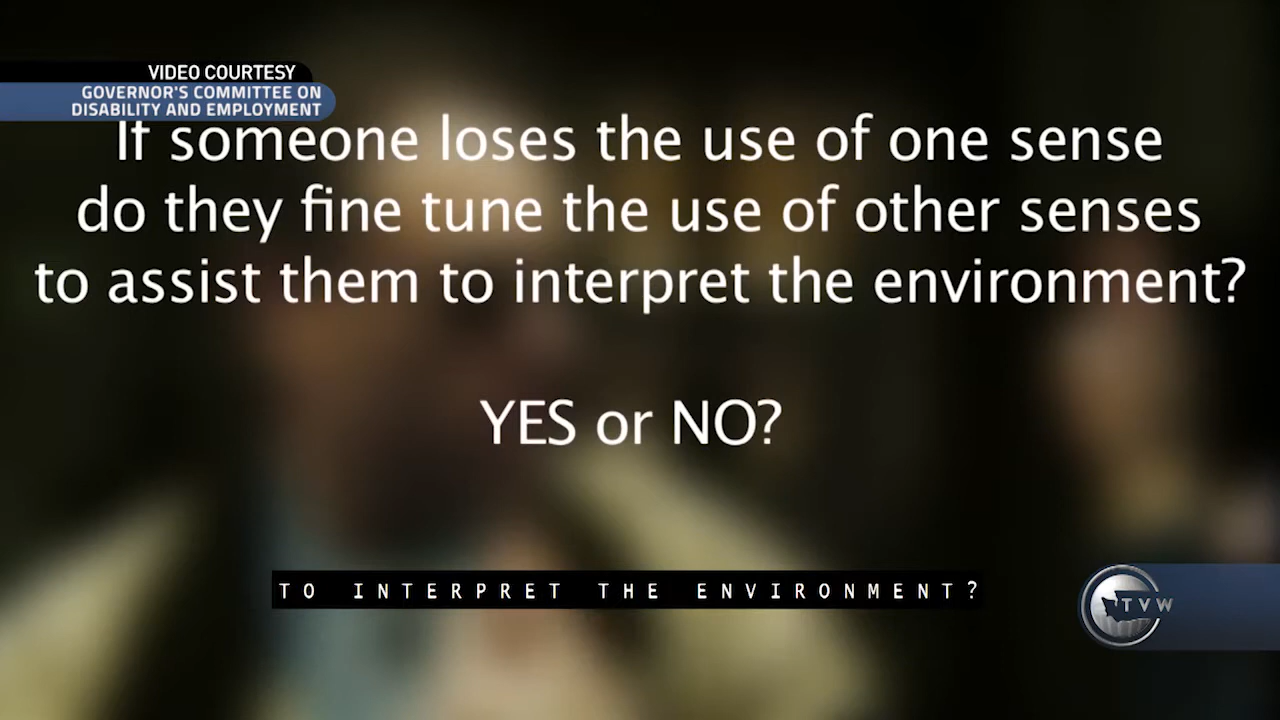 VIDEO COURTESY
GOVERNOR'S COMMITTEE ON
DISABILITY AND EMPLOYMENT
If someone loses the use of one sense
do they fine tune the use of other senses
to assist them to interpret the environment?
YES or NO?
TO INTERPRET THE ENVIRONMENT?
TVW